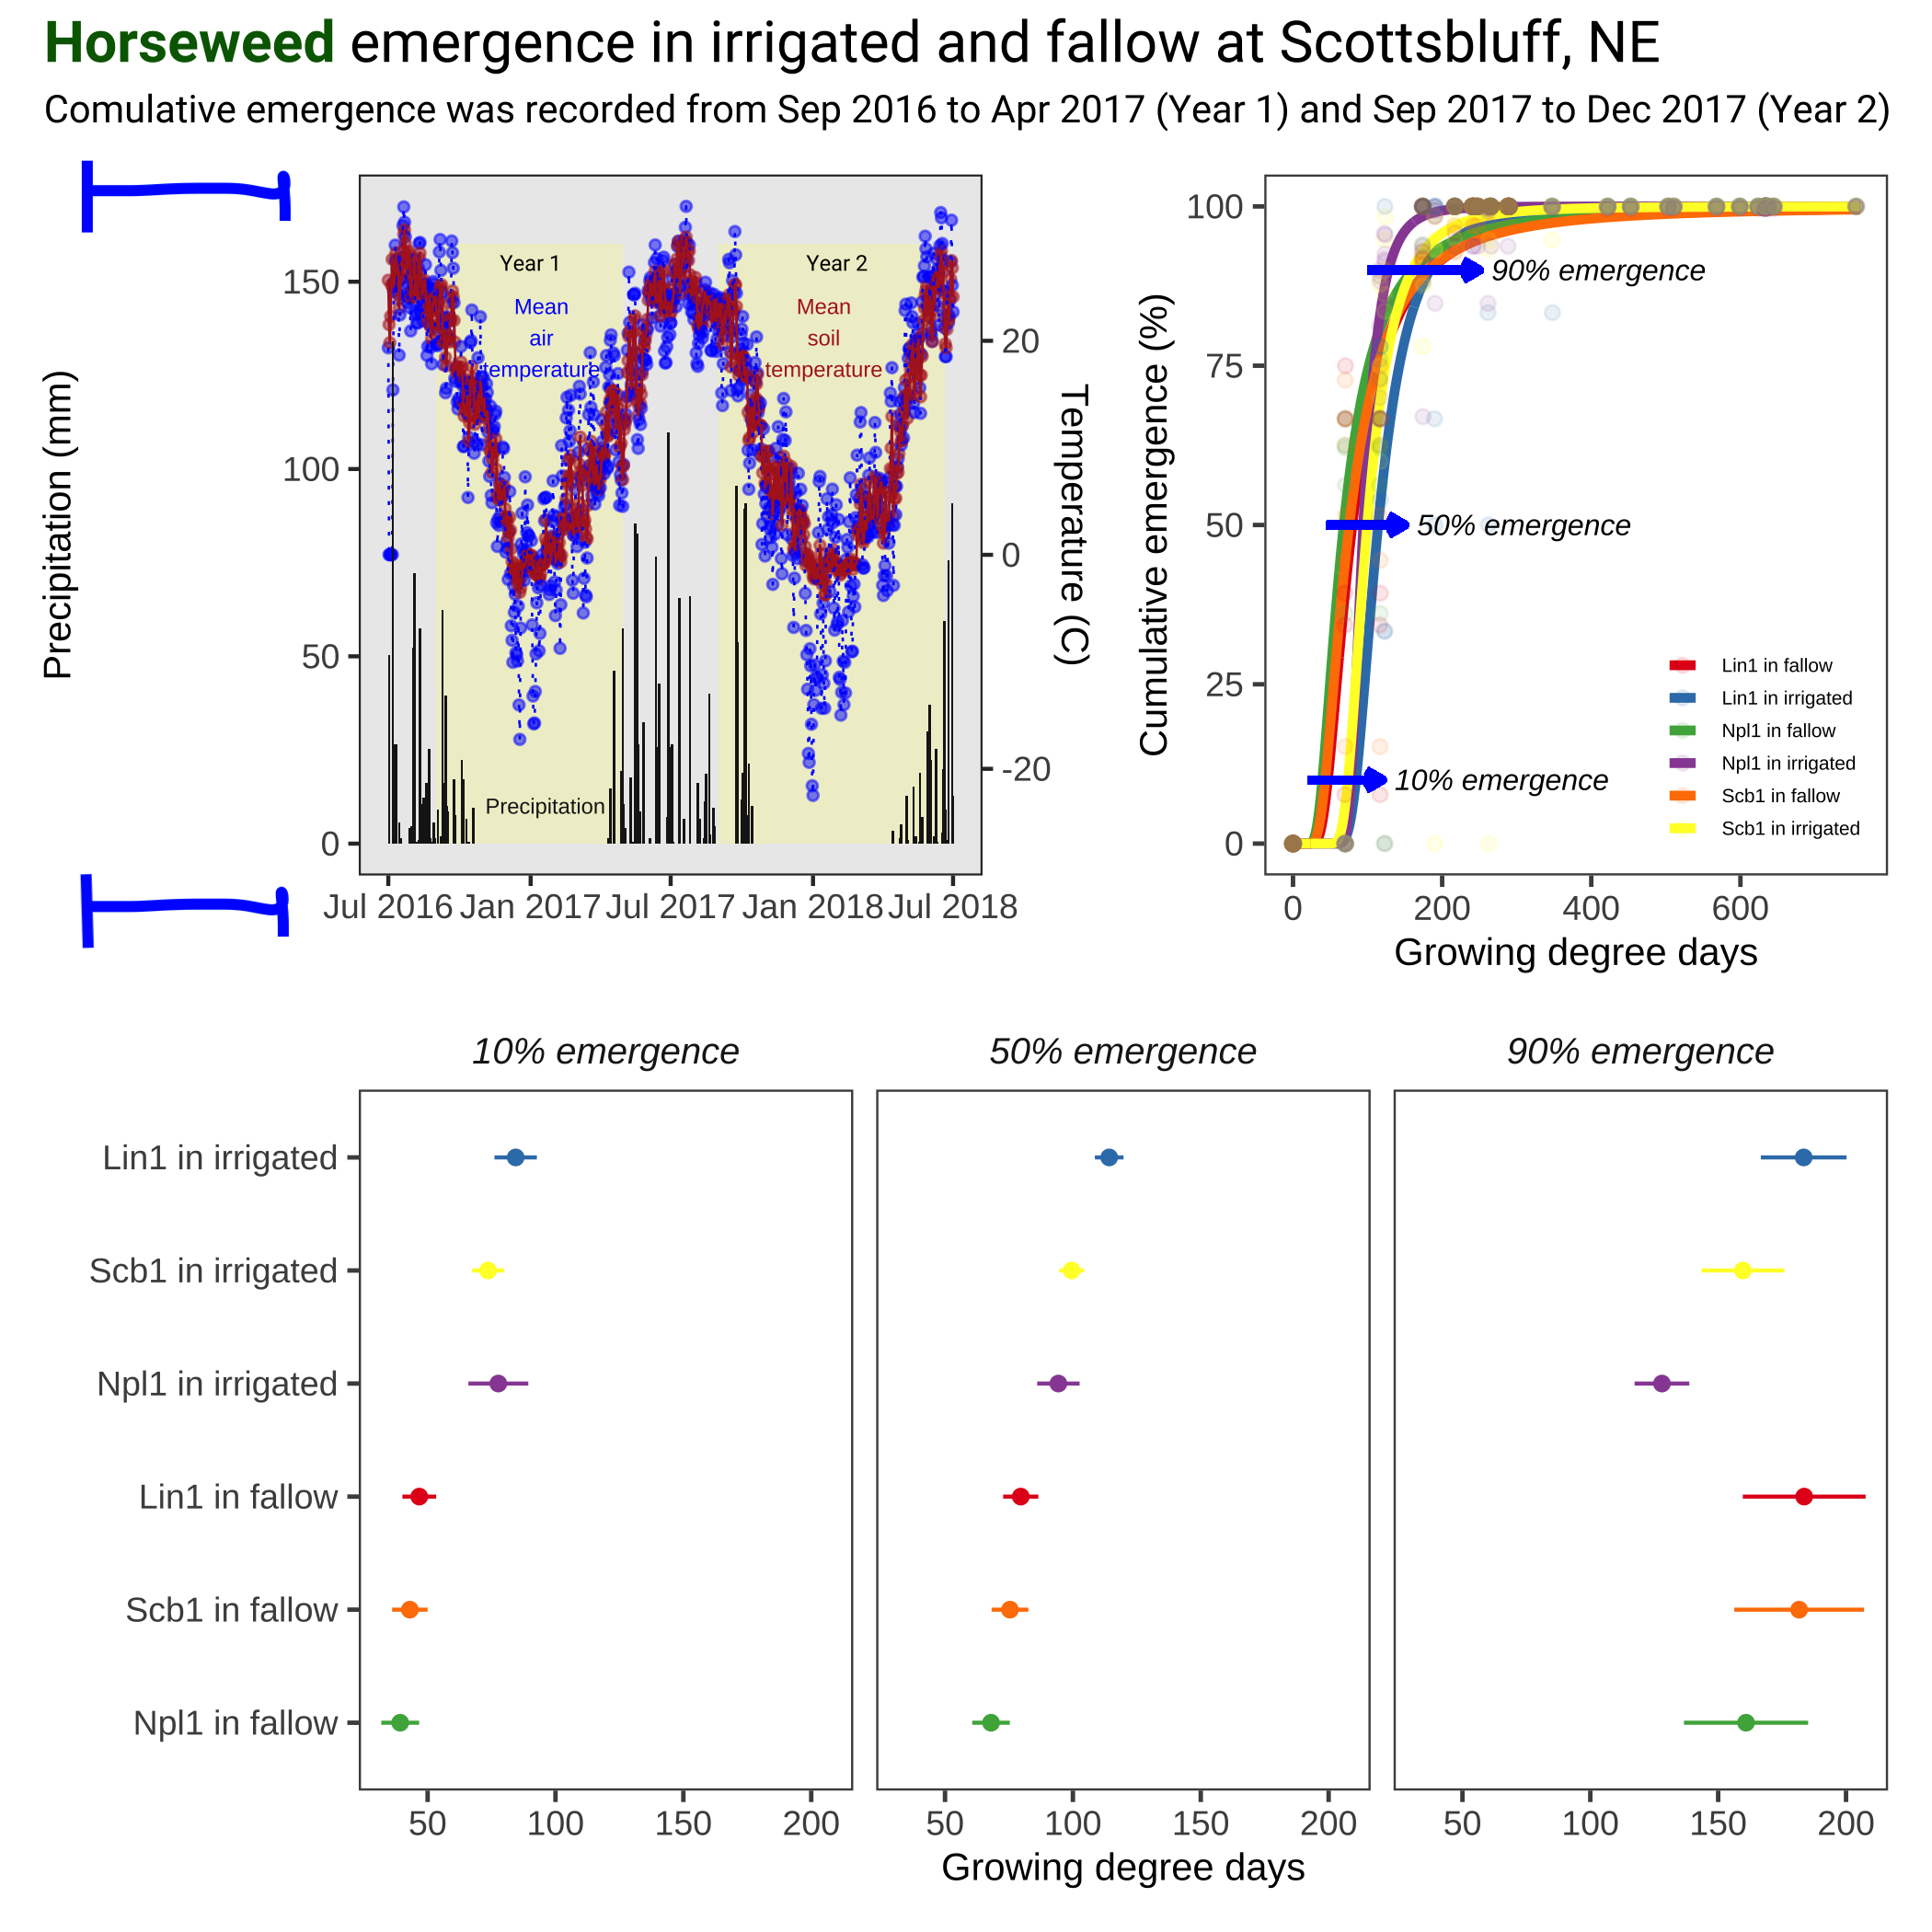 Horseweed emergence in irrigated and fallow at Scottsbluff, NE
Comulative emergence was recorded from Sep 2016 to Apr 2017 (Year 1) and Sep 2017 to Dec 2017 (Year 2)
Precipitation (mm)
150
100
50
0
Year 1
Mean
air
temperature
Year 2
Mean
soil
temperature
Precipitation
20
0
-20
Temperature (C)
Jul 2016 Jan 2017 Jul 2017 Jan 2018 Jul 2018
Cumulative emergence (%)
100
75
50
25
0
90% emergence
50% emergence
10% emergence
Lin1 in fallow
Lin1 in irrigated
Npl1 in fallow
Npl1 in irrigated
Scb1 in fallow
Scb1 in irrigated
0 200 400 600
Growing degree days
10% emergence 50% emergence 90% emergence
Lin1 in irrigated
Scb1 in irrigated
Npl1 in irrigated
Lin1 in fallow
Scb1 in fallow
Npl1 in fallow
50 100 150 200 50 100 150 200 50 100 150 200
Growing degree days